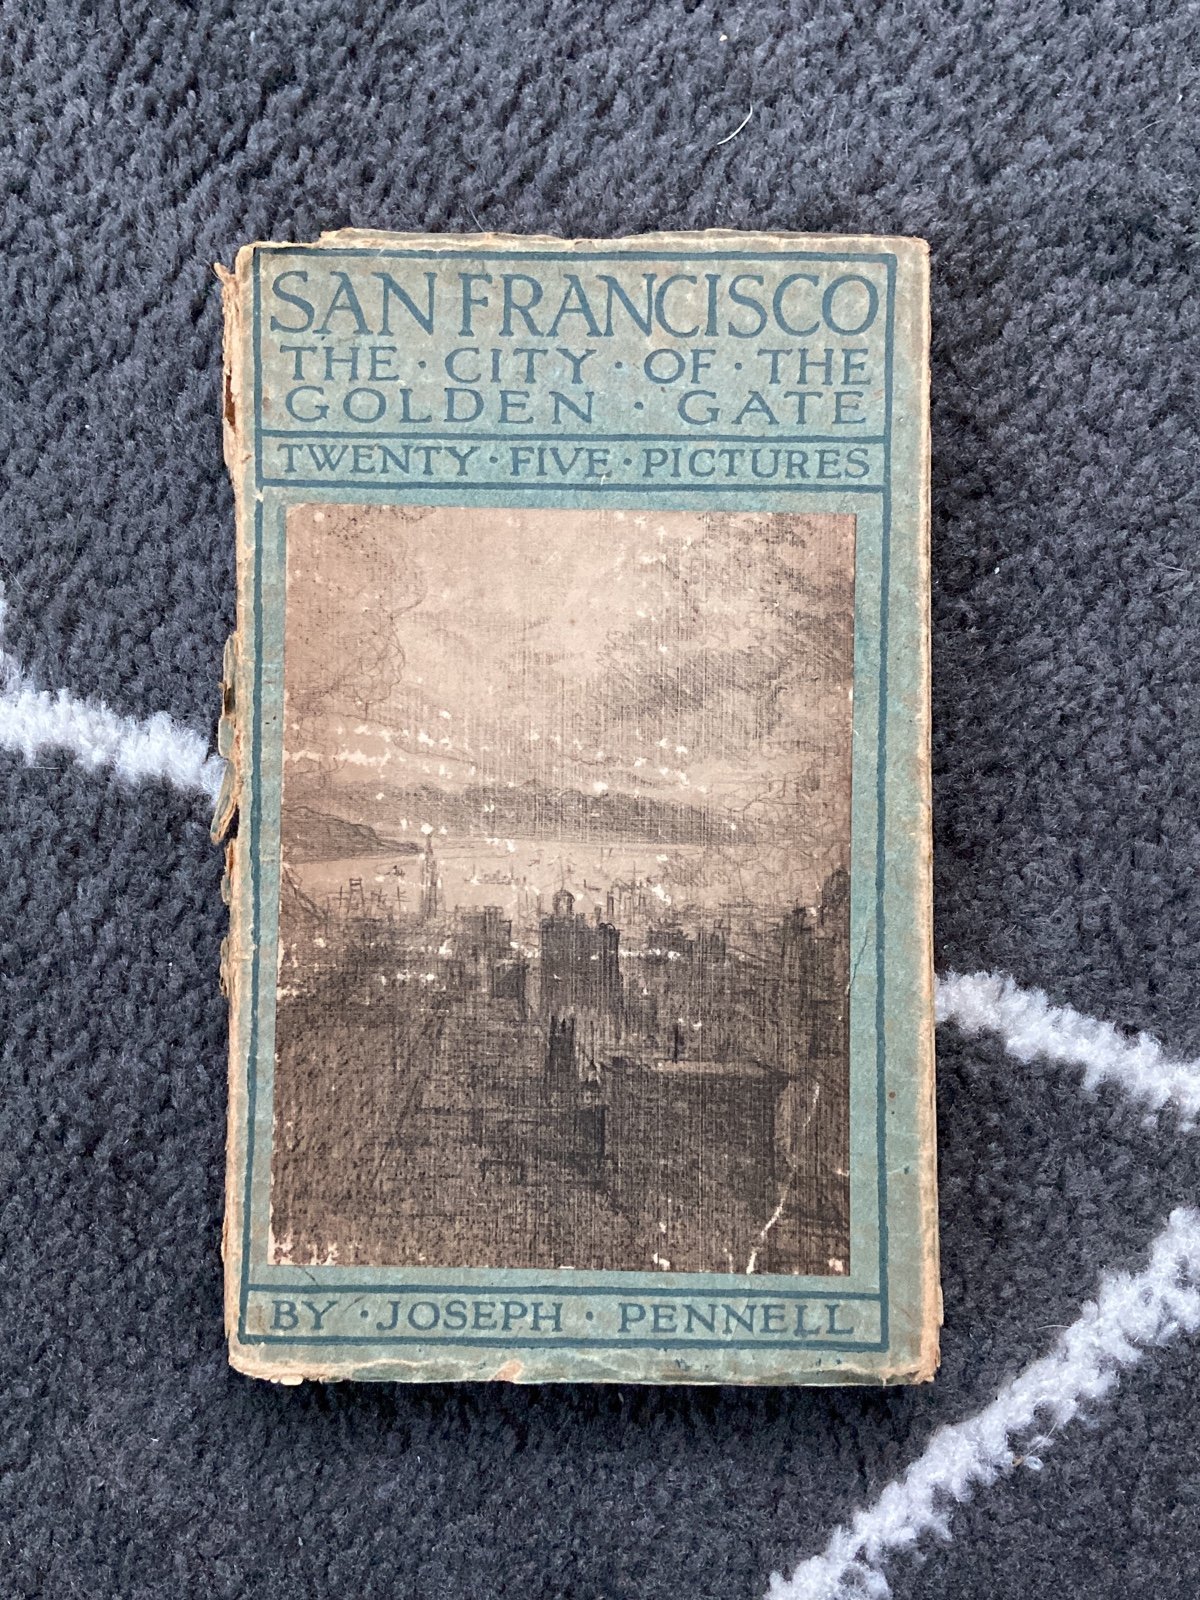 SAN FRANCISCO
THE · CITY · OF · THE
GOLDEN · GATE
TWENTY · FIVE · PICTURES
BY · JOSEPH · PENNELL